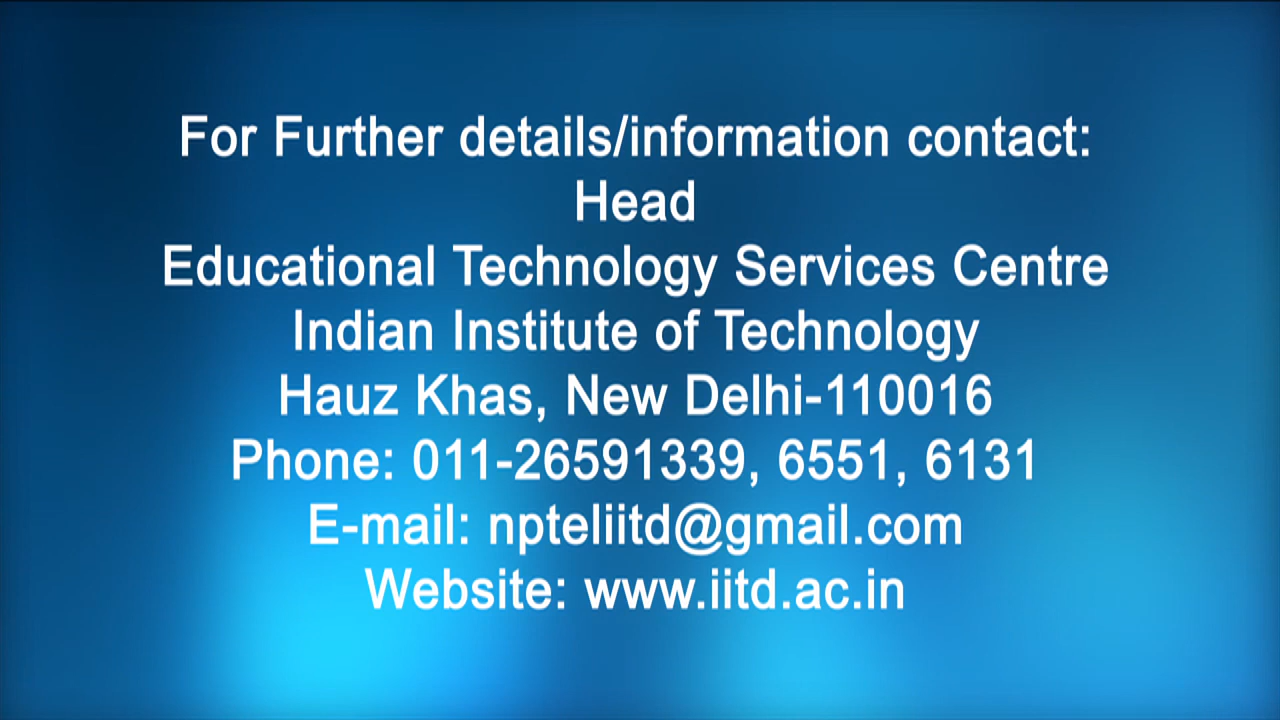 For Further details/information contact:
Head
Educational Technology Services Centre
Indian Institute of Technology
Hauz Khas, New Delhi-110016
Phone: 011-26591339, 6551, 6131
E-mail: npteliitd@gmail.com
Website: www.iitd.ac.in